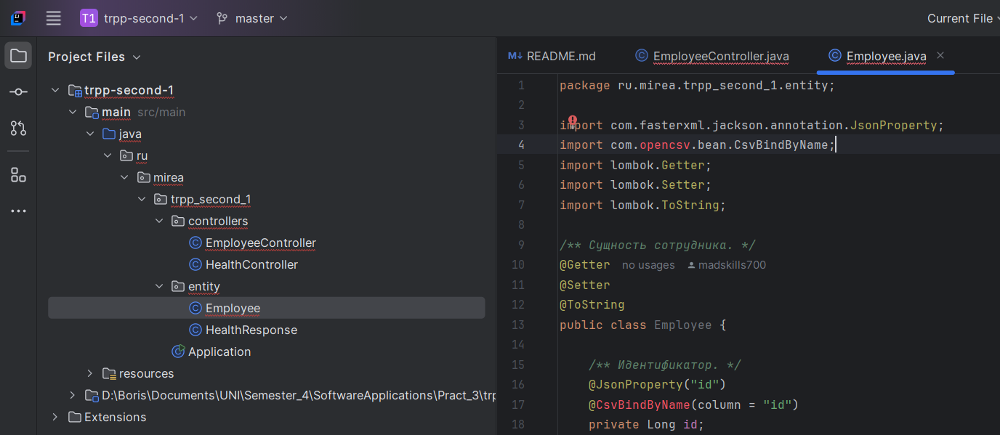 T1 trpp-second-1 master Current File
Project Files
trpp-second-1
main src/main
java
ru
mirea
trpp_second_1
controllers
EmployeeController
HealthController
entity
Employee
HealthResponse
Application
resources
D:\Boris\Documents\UNI\Semester_4\SoftwareApplications\Pract_3\trp
Extensions
M↓ README.md EmployeeController.java Employee.java
1 package ru.mirea.trpp_second_1.entity;
2
3 import com.fasterxml.jackson.annotation.JsonProperty;
4 import com.opencsv.bean.CsvBindByName;
5 import lombok.Getter;
6 import lombok.Setter;
7 import lombok.ToString;
8
9 /** Сущность сотрудника. */
10 @Getter no usages madskills700
11 @Setter
12 @ToString
13 public class Employee {
14
15 /** Идентификатор. */
16 @JsonProperty("id")
17 @CsvBindByName(column = "id")
18 private Long id;